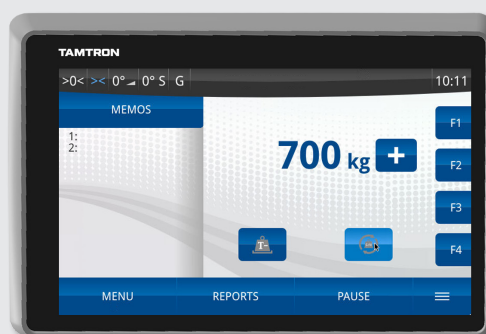 TAMTRON
>0< >< 0° 0° S G 10:11
MEMOS
1:
2:
700 kg +
F1
F2
F3
F4
T-
MENU REPORTS PAUSE